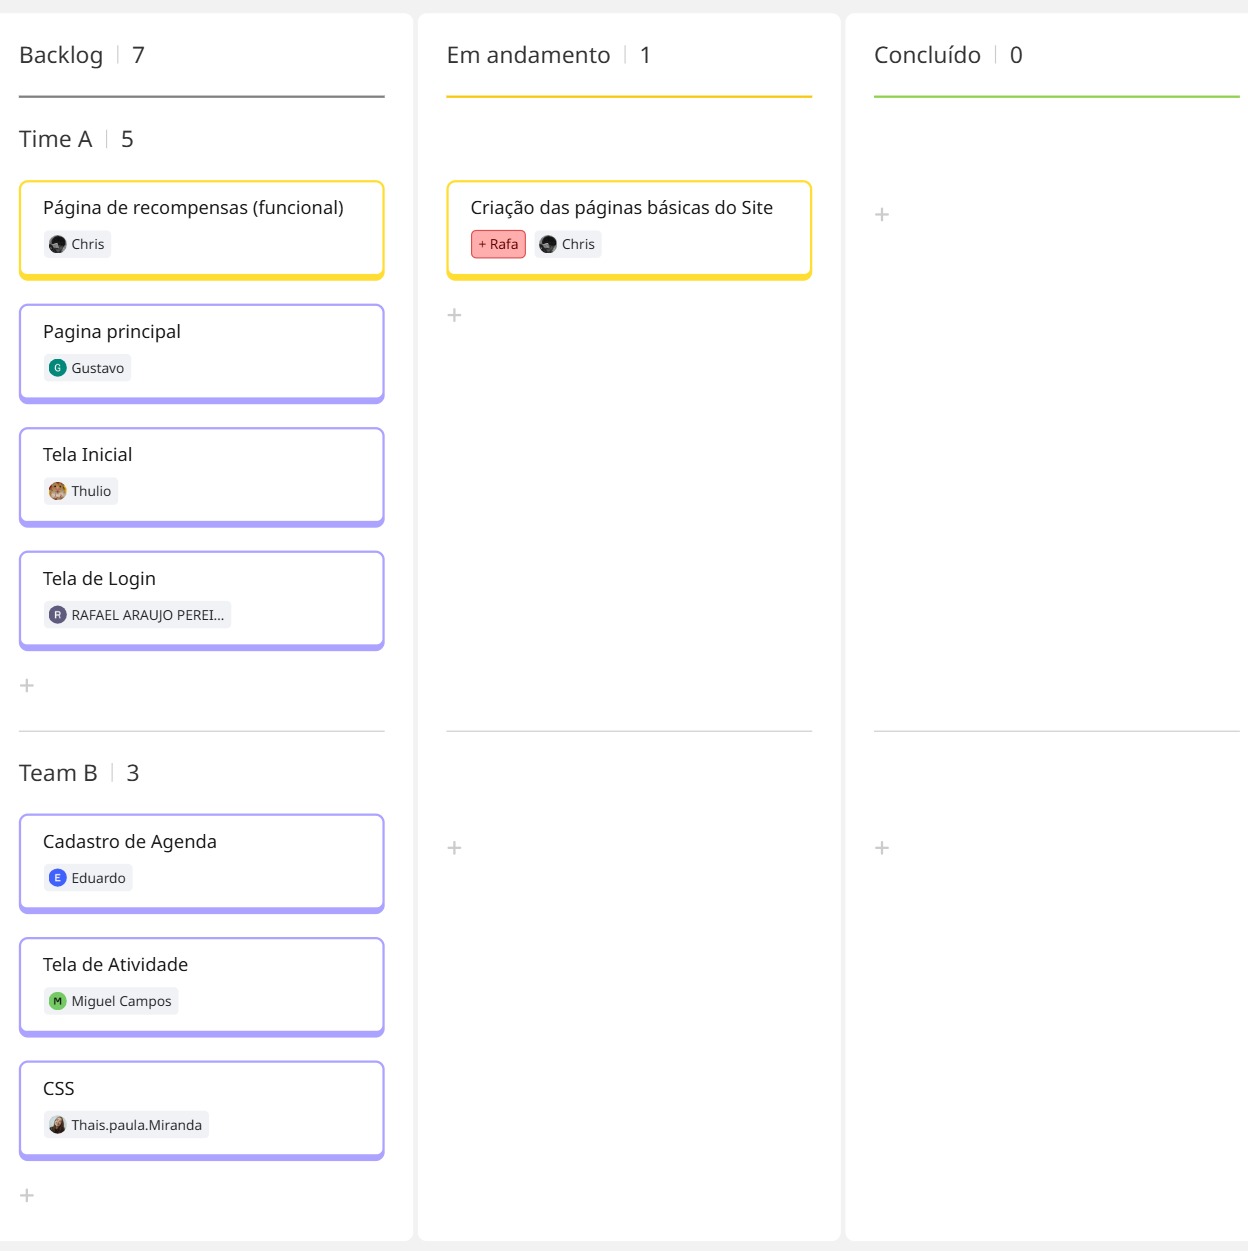 Backlog 7
Em andamento 1
Concluído 0
Time A 5
Página de recompensas (funcional)
Chris
Criação das páginas básicas do Site
+ Rafa Chris
Pagina principal
G Gustavo
Tela Inicial
Thulio
Tela de Login
R RAFAEL ARAUJO PEREI...
Team B 3
Cadastro de Agenda
E Eduardo
Tela de Atividade
M Miguel Campos
CSS
Thais.paula.Miranda